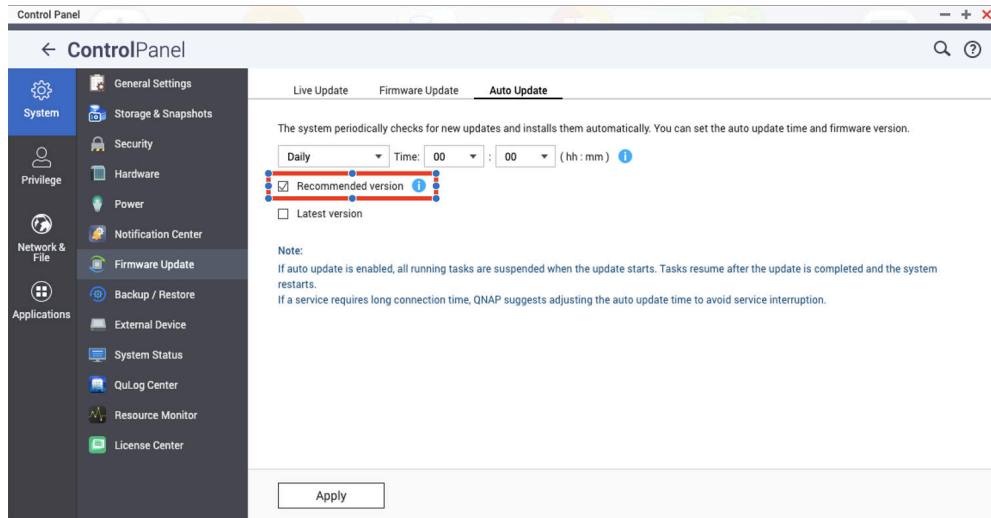 Control Panel
ControlPanel
System
Privilege
Network &
File
Applications
General Settings
Storage & Snapshots
Security
Hardware
Power
Notification Center
Firmware Update
Backup / Restore
External Device
System Status
QuLog Center
Resource Monitor
License Center
Live Update Firmware Update Auto Update
The system periodically checks for new updates and installs them automatically. You can set the auto update time and firmware version.
Daily Time: 00 : 00 ( hh : mm )
Recommended version
Latest version
Note:
If auto update is enabled, all running tasks are suspended when the update starts. Tasks resume after the update is completed and the system
restarts.
If a service requires long connection time, QNAP suggests adjusting the auto update time to avoid service interruption.
Apply